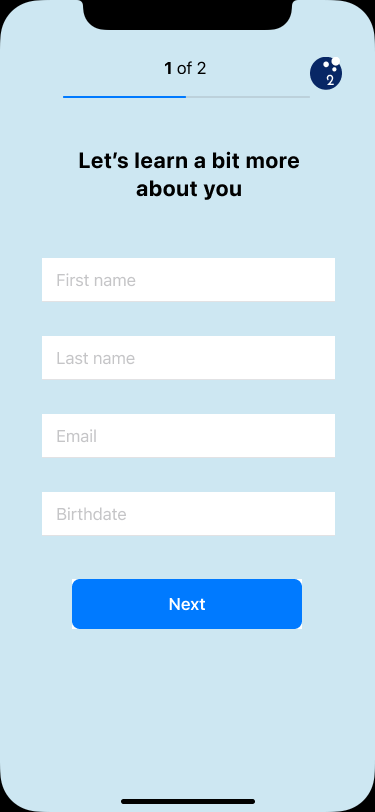 1 of 2
2
Let's learn a bit more
about you
First name
Last name
Email
Birthdate
Next